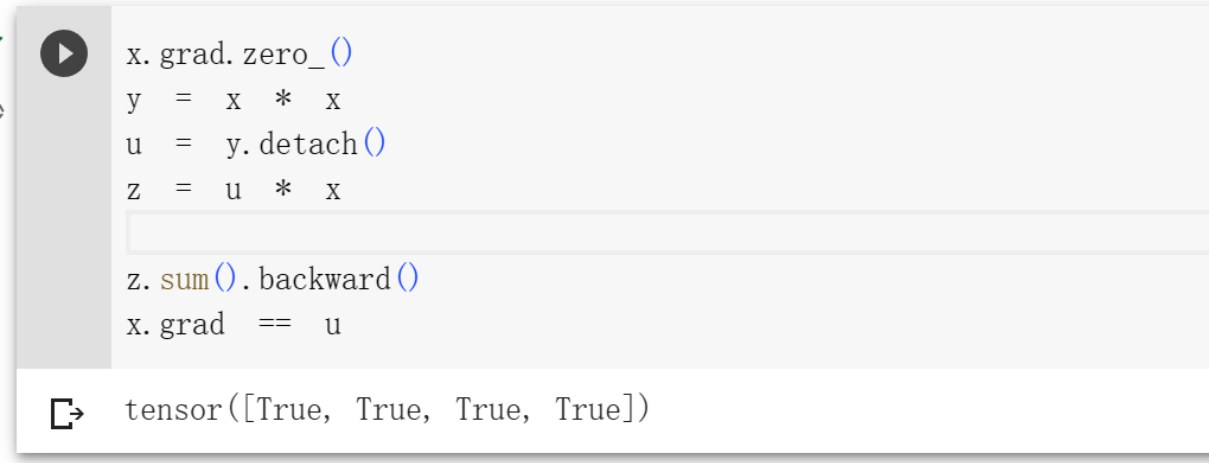 x.grad.zero_()
y = x * x
u = y.detach()
z = u * x
z.sum().backward()
x.grad == u
tensor([True, True, True, True])